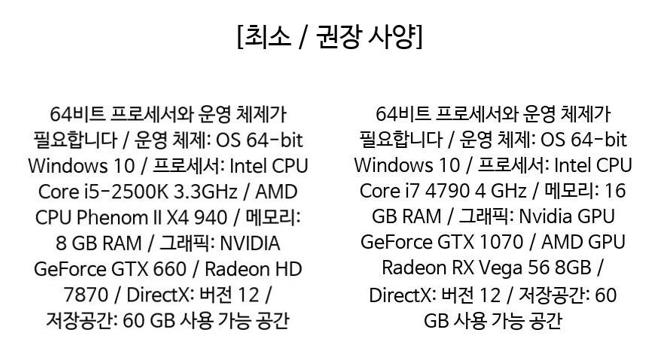 [최소 / 권장 사양]
64비트 프로세서와 운영 체제가
필요합니다 / 운영 체제: OS 64-bit
Windows 10 / 프로세서: Intel CPU
Core i5-2500K 3.3GHz / AMD
CPU Phenom II X4 940 / 메모리:
8 GB RAM / 그래픽: NVIDIA
GeForce GTX 660 / Radeon HD
7870 / DirectX: 버전 12 /
저장공간: 60 GB 사용 가능 공간
64비트 프로세서와 운영 체제가
필요합니다 / 운영 체제: OS 64-bit
Windows 10 / 프로세서: Intel CPU
Core i7 4790 4 GHz / 메모리: 16
GB RAM / 그래픽: Nvidia GPU
GeForce GTX 1070 / AMD GPU
Radeon RX Vega 56 8GB /
DirectX: 버전 12 / 저장공간: 60
GB 사용 가능 공간